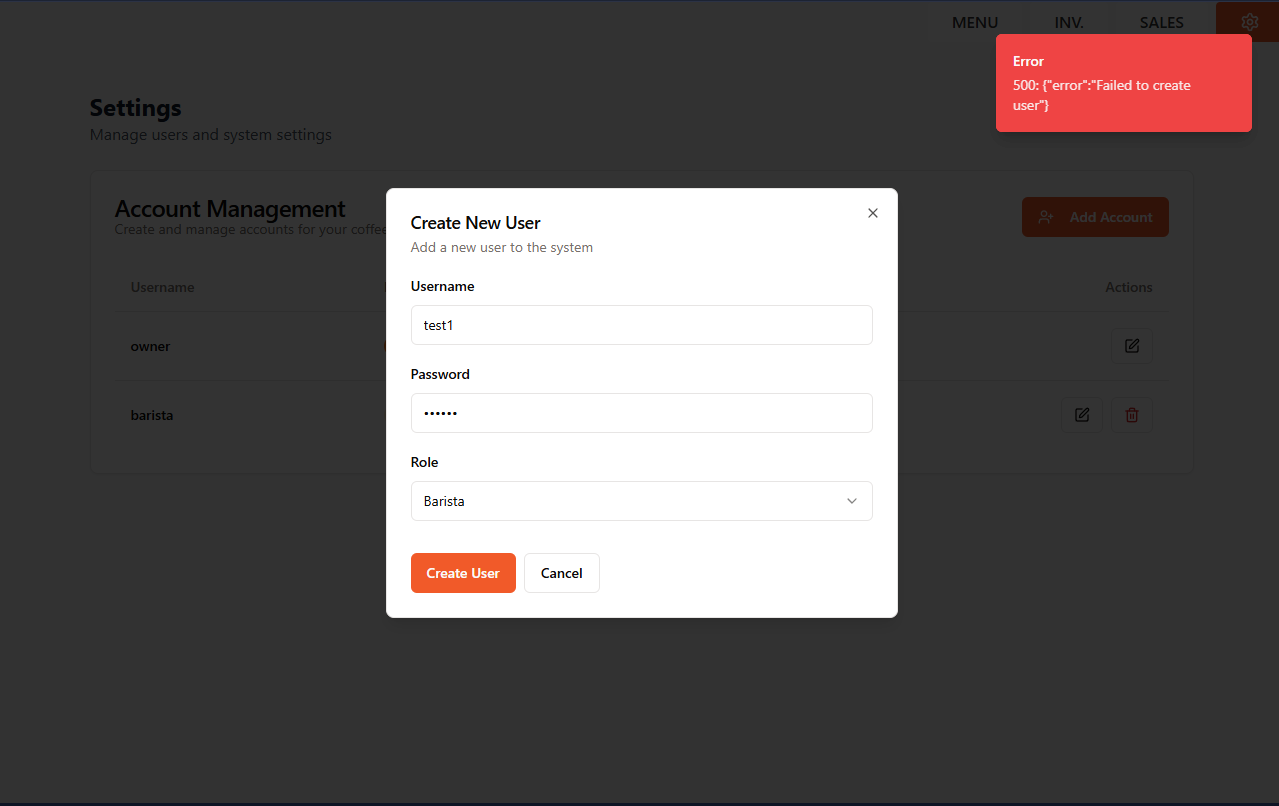 MENU
INV.
SALES
Error
500: {"error":"Failed to create
user"}
Settings
Manage users and system settings
Account Management
Create and manage accounts for your coffee
Add Account
Username
Actions
owner
barista
Create New User
Add a new user to the system
Username
test1
Password
••••••
Role
Barista
Create User
Cancel